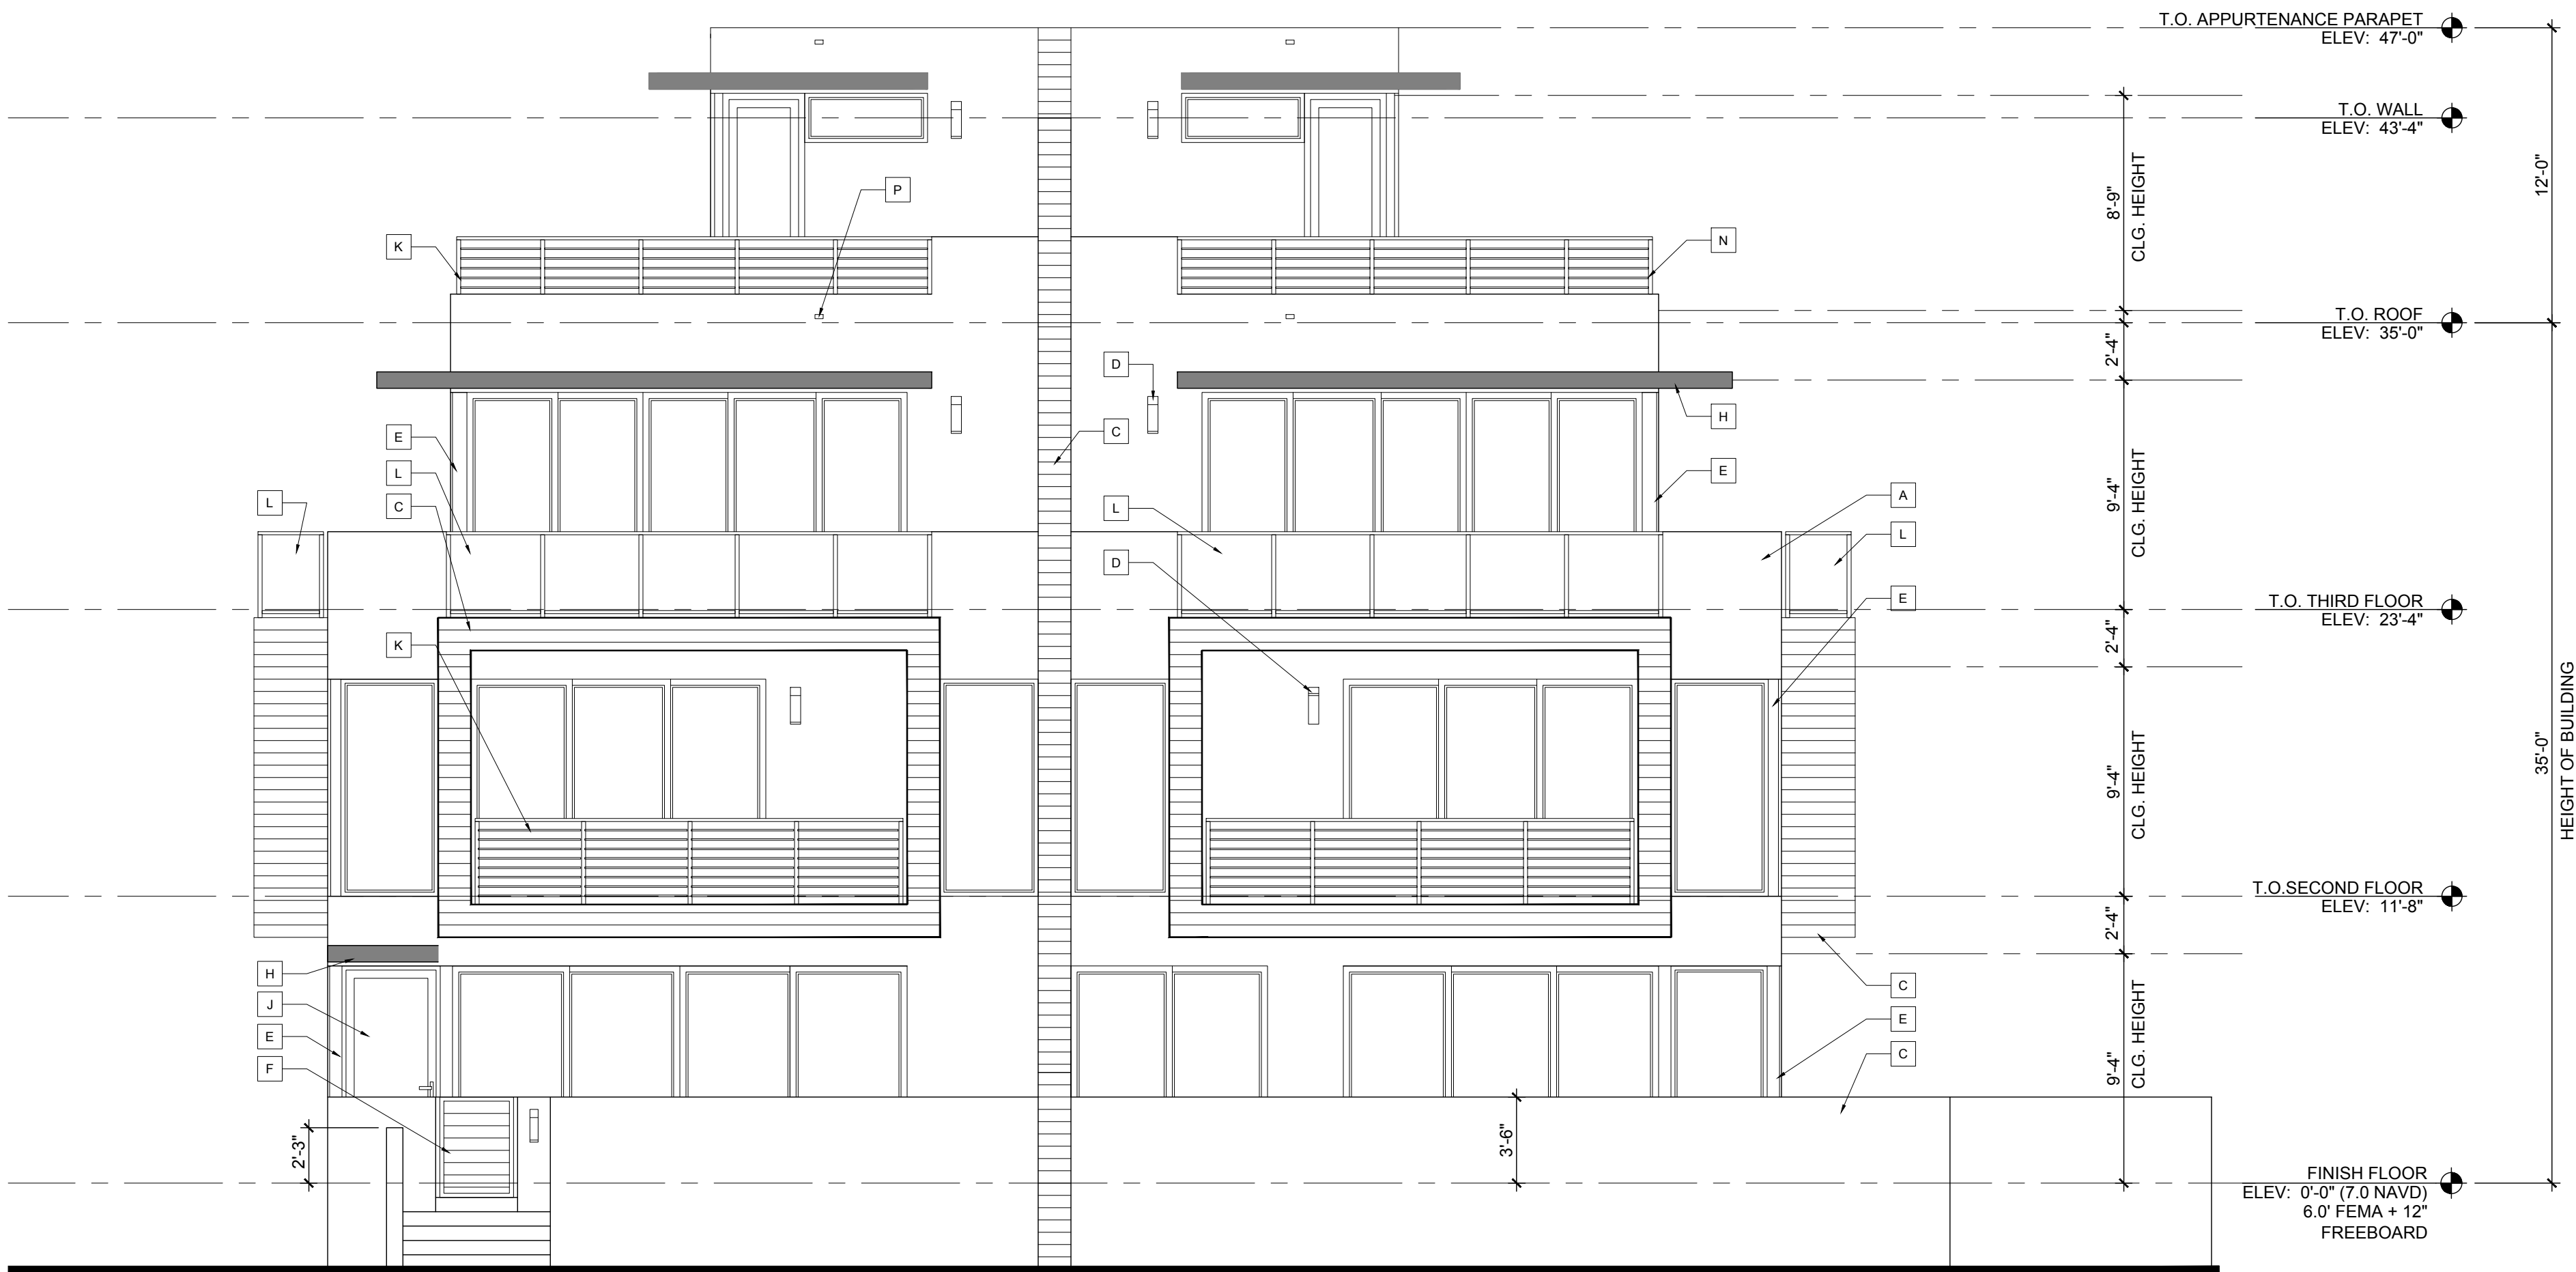 T.O. APPURTENANCE PARAPET
ELEV: 47'-0"
T.O. WALL
ELEV: 43'-4"
12'-0"
8'-9"
CLG. HEIGHT
P
K
N
T.O. ROOF
ELEV: 35'-0"
2'-4"
D
H
C
E
L
C
L
E
L
D
A
L
9'-4"
CLG. HEIGHT
E
T.O. THIRD FLOOR
ELEV: 23'-4"
2'-4"
K
9'-4"
CLG. HEIGHT
35'-0"
HEIGHT OF BUILDING
T.O.SECOND FLOOR
ELEV: 11'-8"
2'-4"
H
J
E
F
C
E
C
9'-4"
CLG. HEIGHT
2'-3"
3'-6"
FINISH FLOOR
ELEV: 0'-0" (7.0 NAVD)
6.0' FEMA + 12"
FREEBOARD